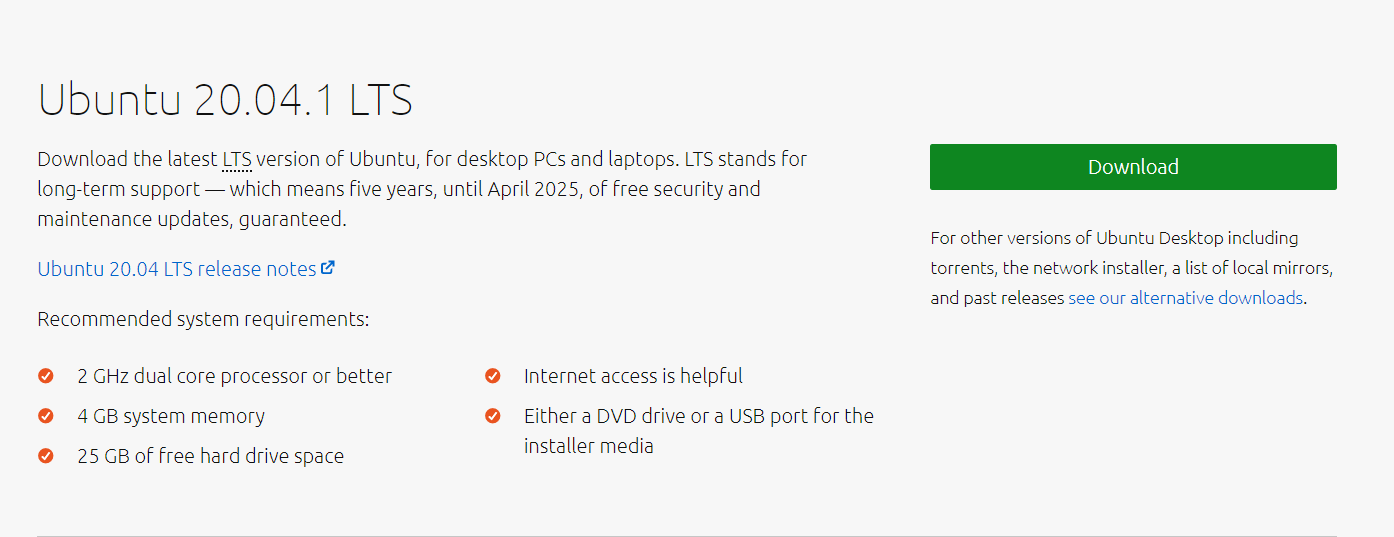 Ubuntu 20.04.1 LTS
Download the latest LTS version of Ubuntu, for desktop PCs and laptops. LTS stands for
long-term support — which means five years, until April 2025, of free security and
maintenance updates, guaranteed.
Ubuntu 20.04 LTS release notes
Recommended system requirements:
2 GHz dual core processor or better
4 GB system memory
25 GB of free hard drive space
Internet access is helpful
Either a DVD drive or a USB port for the
installer media
Download
For other versions of Ubuntu Desktop including
torrents, the network installer, a list of local mirrors,
and past releases see our alternative downloads.